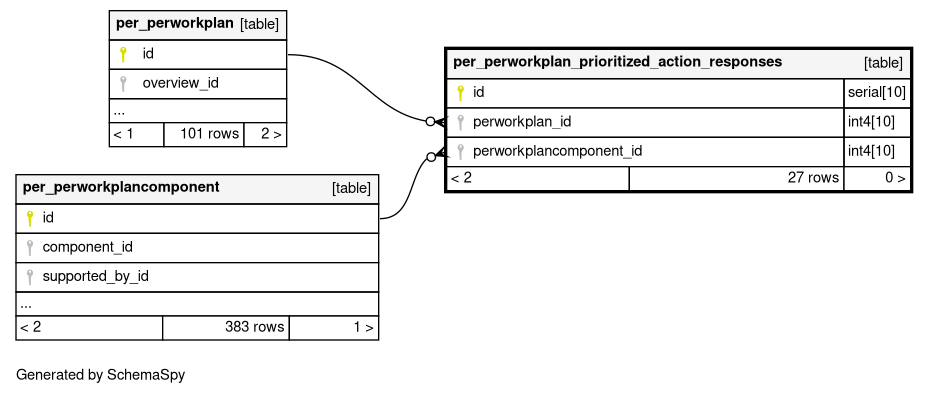 per_perworkplan [table]
id
overview_id
...
< 1 101 rows 2 >
per_perworkplan_prioritized_action_responses [table]
id serial[10]
perworkplan_id int4[10]
perworkplancomponent_id int4[10]
< 2 27 rows 0 >
per_perworkplancomponent [table]
id
component_id
supported_by_id
...
< 2 383 rows 1 >
Generated by SchemaSpy